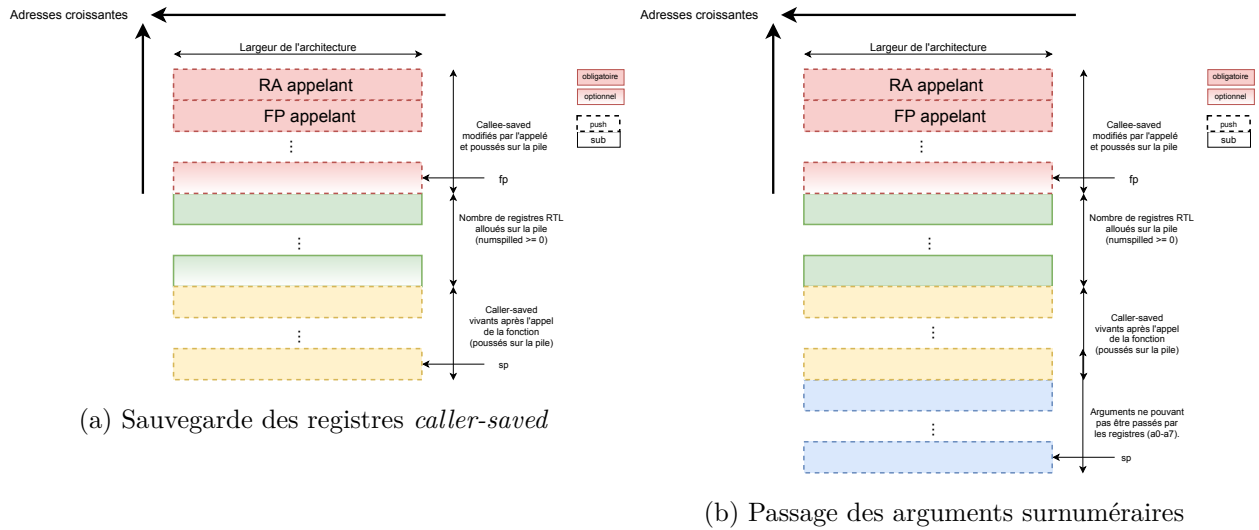 Adresses croissantes
Largeur de l'architecture
RA appelant
FP appelant
Callee-saved
modifiés par l'appelé
et poussés sur la pile
fp
Nombre de registres RTL
alloués sur la pile
(numspilled >= 0)
Caller-saved
vivants après l'appel
de la fonction
(poussés sur la pile)
sp
obligatoire
optionnel
push
sub
(a) Sauvegarde des registres caller-saved
Adresses croissantes
Largeur de l'architecture
RA appelant
FP appelant
Callee-saved
modifiés par l'appelé
et poussés sur la pile
fp
Nombre de registres RTL
alloués sur la pile
(numspilled >= 0)
Caller-saved
vivants après l'appel
de la fonction
(poussés sur la pile)
Arguments ne pouvant
pas être passés par
les registres (a0-a7).
sp
obligatoire
optionnel
push
sub
(b) Passage des arguments surnuméraires